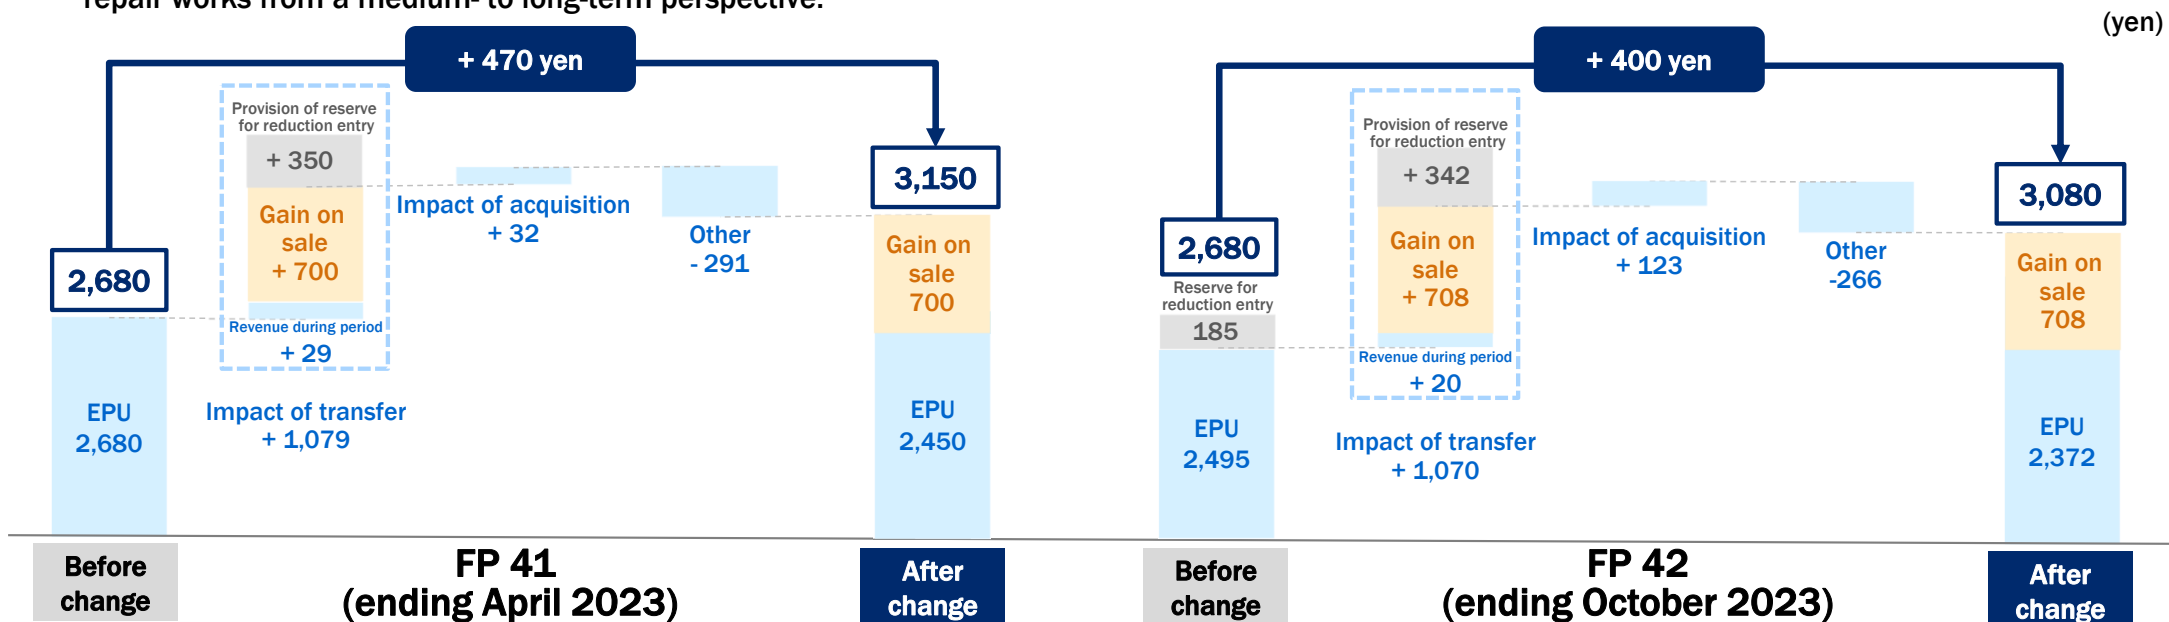 repair works from a medium- to long-term perspective.
(yen)
+ 470 yen
Provision of reserve
for reduction entry
+ 350
Gain on
sale
+ 700
Revenue during period
+ 29
Impact of transfer
+ 1,079
2,680
EPU
2,680
Impact of acquisition
+ 32
Other
- 291
3,150
Gain on
sale
700
EPU
2,450
Before
change
FP 41
(ending April 2023)
After
change
+ 400 yen
2,680
Reserve for
reduction entry
185
EPU
2,495
Provision of reserve
for reduction entry
+ 342
Gain on
sale
+ 708
Revenue during period
+ 20
Impact of transfer
+ 1,070
Impact of acquisition
+ 123
Other
-266
3,080
Gain on
sale
708
EPU
2,372
Before
change
FP 42
(ending October 2023)
After
change